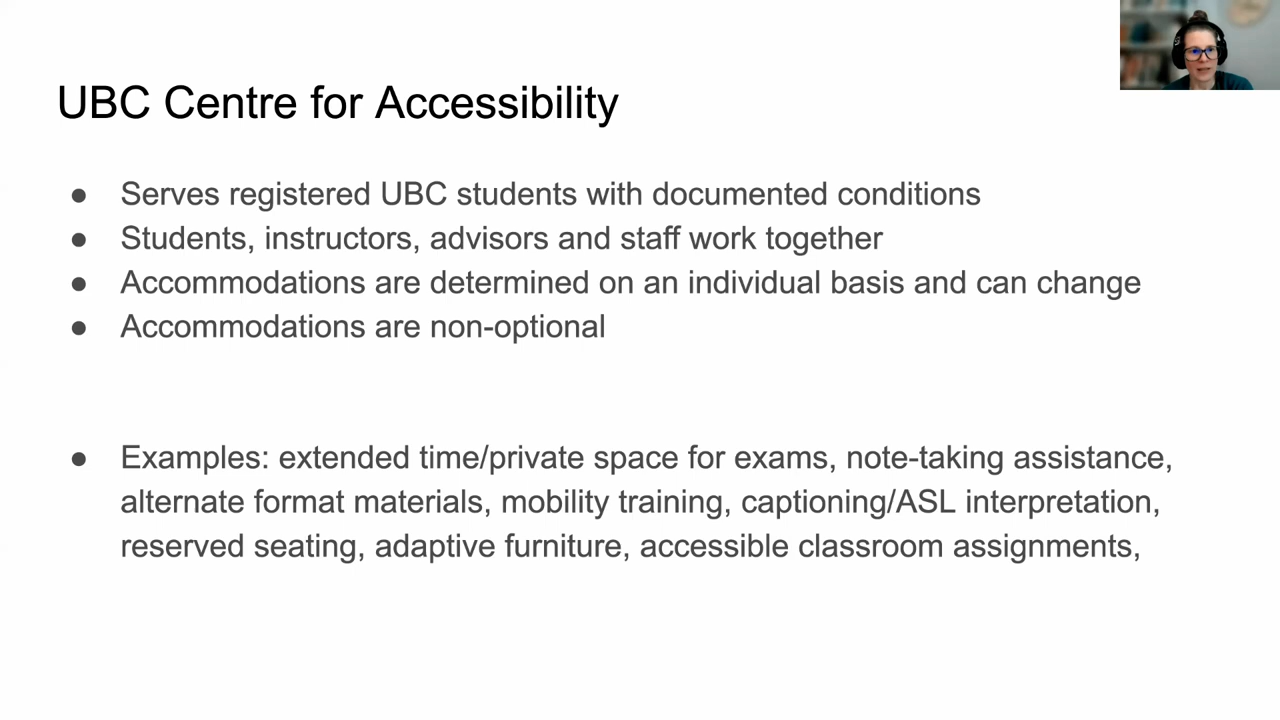 UBC Centre for Accessibility
● Serves registered UBC students with documented conditions
● Students, instructors, advisors and staff work together
● Accommodations are determined on an individual basis and can change
● Accommodations are non-optional
● Examples: extended time/private space for exams, note-taking assistance,
alternate format materials, mobility training, captioning/ASL interpretation,
reserved seating, adaptive furniture, accessible classroom assignments,